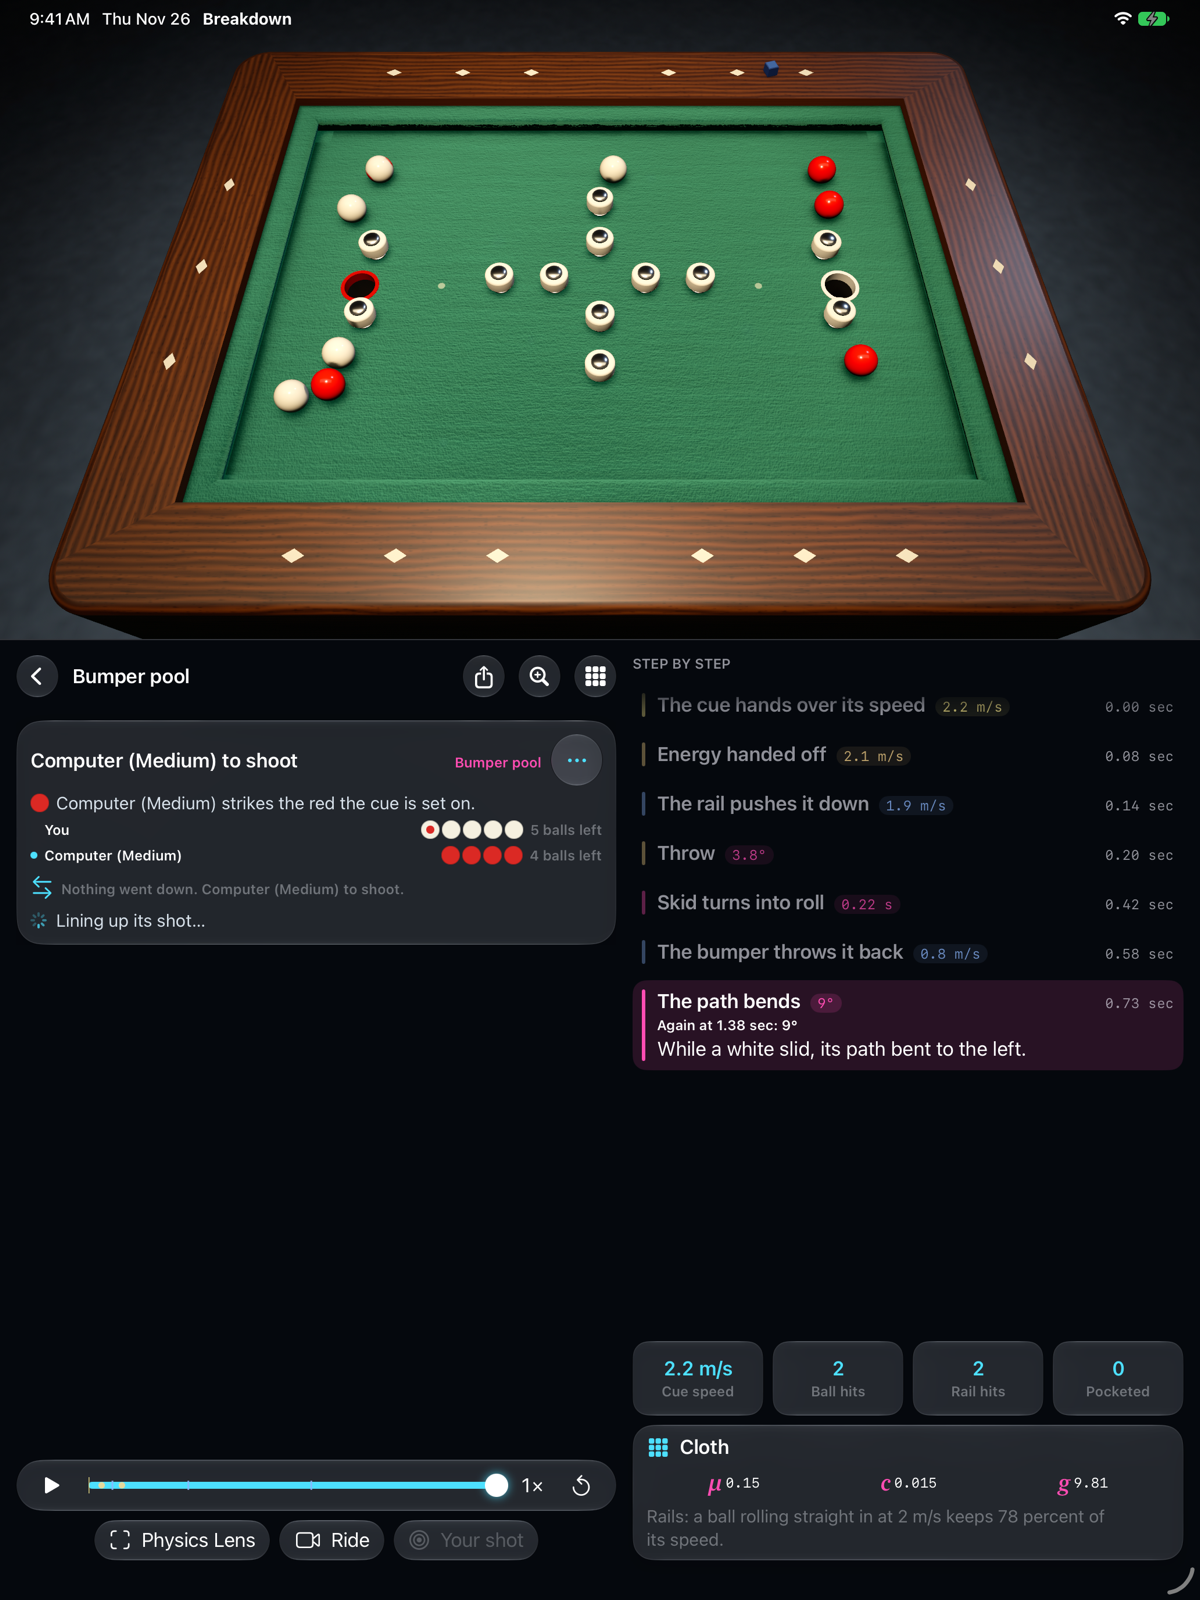 9:41 AM Thu Nov 26 Breakdown
Bumper pool
Computer (Medium) to shoot
Bumper pool
Computer (Medium) strikes the red the cue is set on.
You
5 balls left
Computer (Medium)
4 balls left
Nothing went down. Computer (Medium) to shoot.
Lining up its shot...
1×
Physics Lens
Ride
Your shot
STEP BY STEP
The cue hands over its speed 2.2 m/s 0.00 sec
Energy handed off 2.1 m/s 0.08 sec
The rail pushes it down 1.9 m/s 0.14 sec
Throw 3.8° 0.20 sec
Skid turns into roll 0.22 s 0.42 sec
The bumper throws it back 0.8 m/s 0.58 sec
The path bends 9° 0.73 sec
Again at 1.38 sec: 9°
While a white slid, its path bent to the left.
2.2 m/s
Cue speed
2
Ball hits
2
Rail hits
0
Pocketed
Cloth
μ 0.15
c 0.015
g 9.81
Rails: a ball rolling straight in at 2 m/s keeps 78 percent of
its speed.